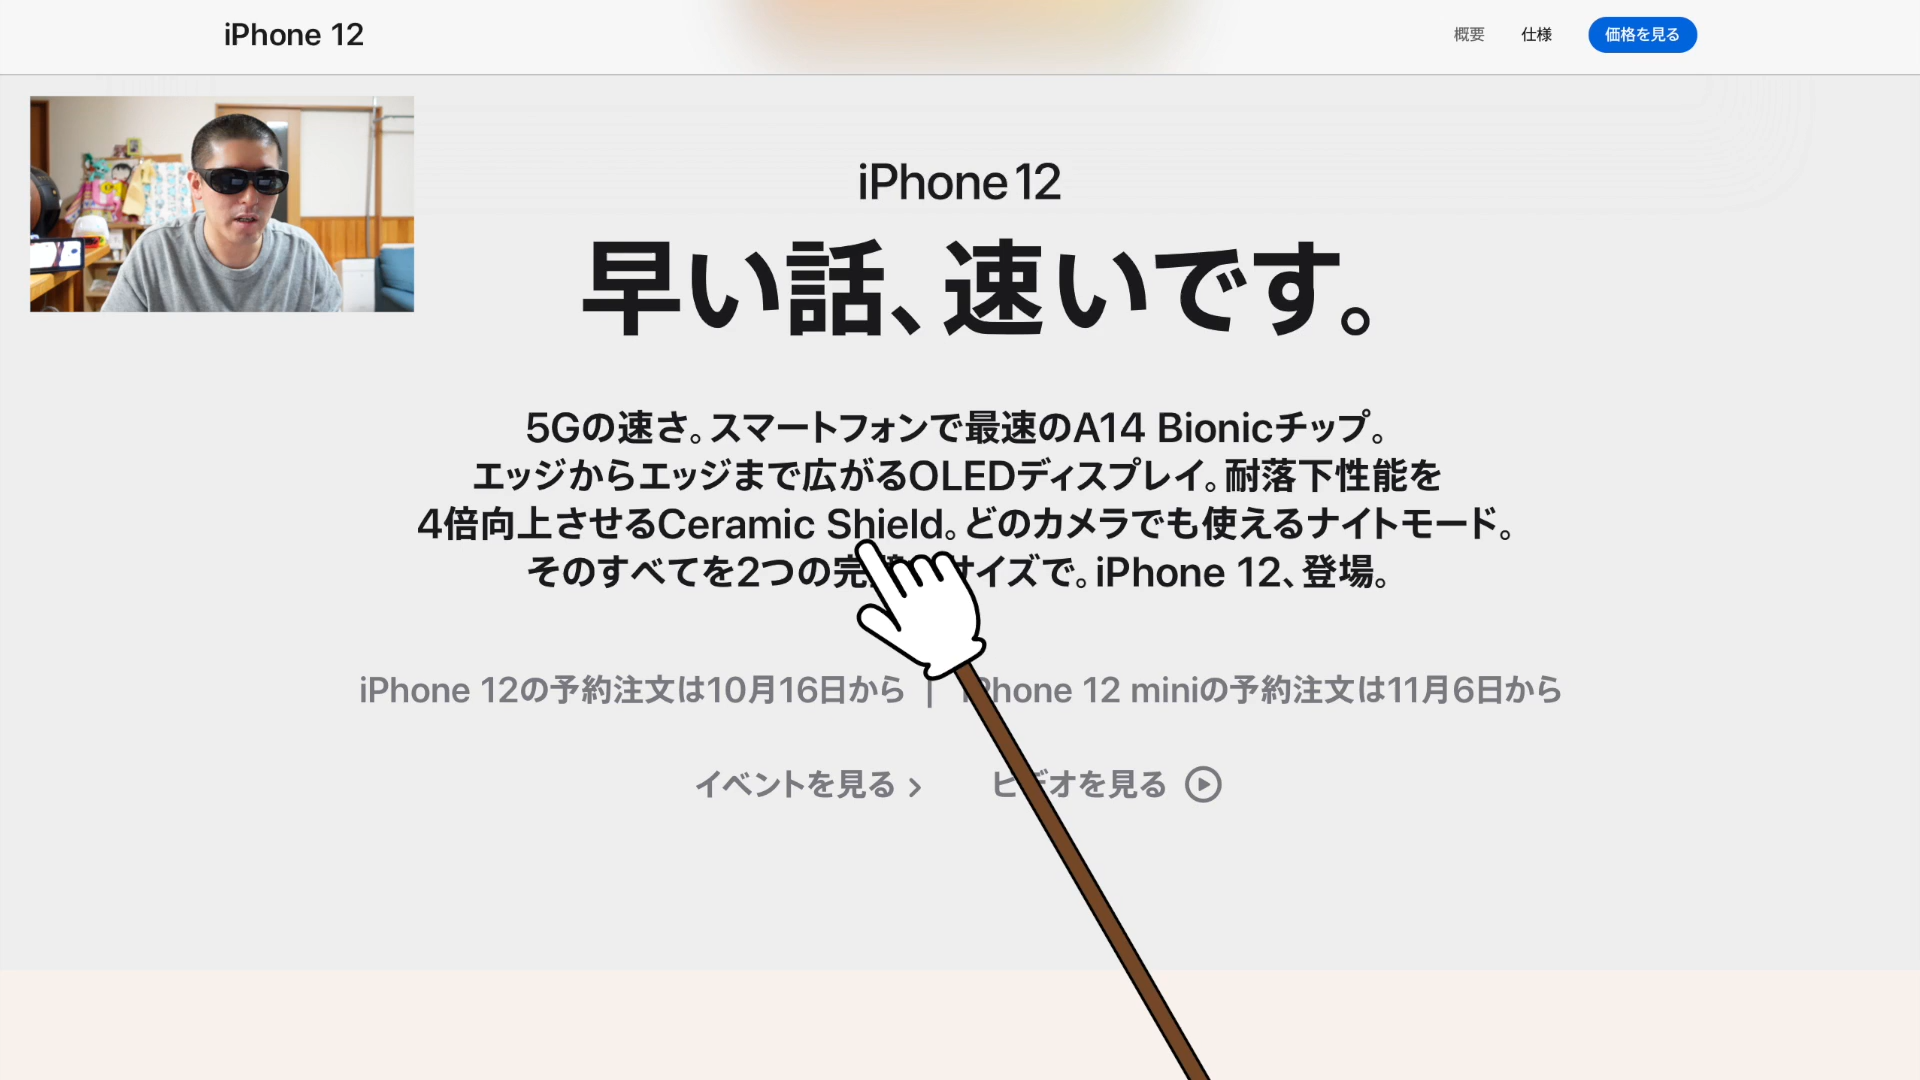 iPhone 12
概要 仕様 価格を見る
iPhone 12
早い話、速いです。
5Gの速さ。スマートフォンで最速のA14 Bionicチップ。
エッジからエッジまで広がるOLEDディスプレイ。耐落下性能を
4倍向上させるCeramic Shield。どのカメラでも使えるナイトモード。
そのすべてを2つの完 サイズで。iPhone 12、登場。
iPhone 12の予約注文は10月16日から | iPhone 12 miniの予約注文は11月6日から
イベントを見る > ビデオを見る